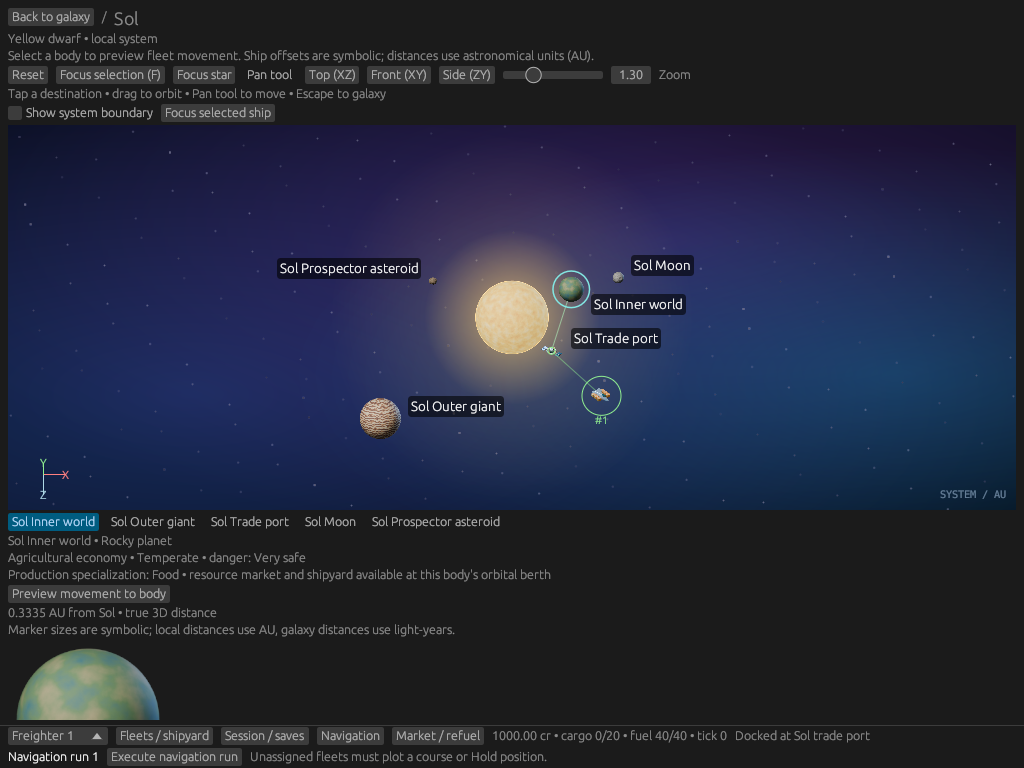 Back to galaxy / Sol
Yellow dwarf • local system
Select a body to preview fleet movement. Ship offsets are symbolic; distances use astronomical units (AU).
Reset Focus selection (F) Focus star Pan tool Top (XZ) Front (XY) Side (ZY) 1.30 Zoom
Tap a destination • drag to orbit • Pan tool to move • Escape to galaxy
Show system boundary Focus selected ship
Sol Prospector asteroid
Sol Moon
Sol Inner world
Sol Trade port
Sol Outer giant
#1
Y
X
Z
SYSTEM / AU
Sol Inner world Sol Outer giant Sol Trade port Sol Moon Sol Prospector asteroid
Sol Inner world • Rocky planet
Agricultural economy • Temperate • danger: Very safe
Production specialization: Food • resource market and shipyard available at this body's orbital berth
Preview movement to body
0.3335 AU from Sol • true 3D distance
Marker sizes are symbolic; local distances use AU, galaxy distances use light-years.
Freighter 1 Fleets / shipyard Session / saves Navigation Market / refuel 1000.00 cr • cargo 0/20 • fuel 40/40 • tick 0 Docked at Sol trade port
Navigation run 1 Execute navigation run Unassigned fleets must plot a course or Hold position.